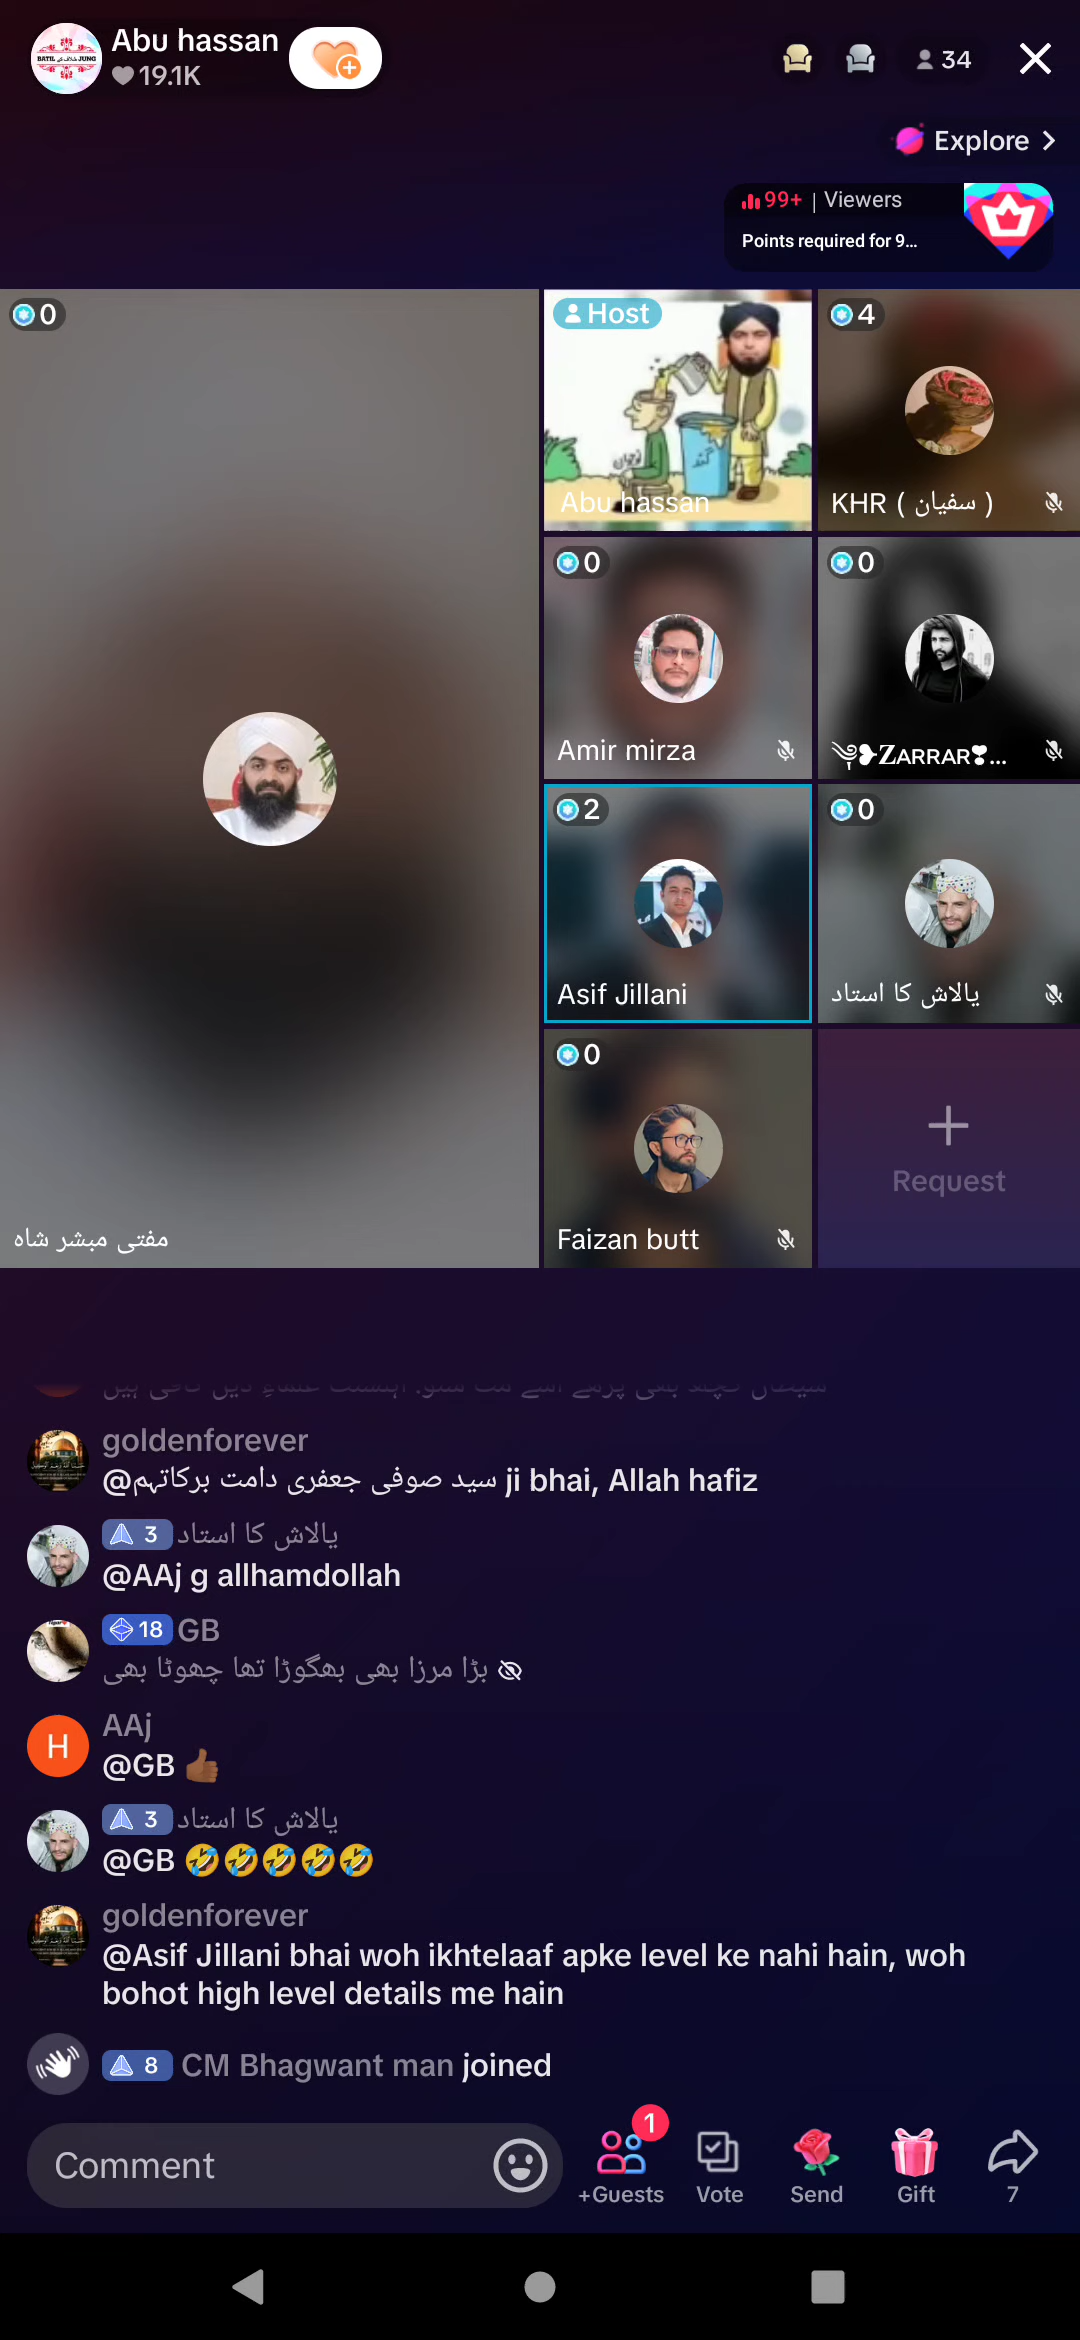 Abu hassan
19.1K
34
BATIL JUNG
Explore
99+ | Viewers
Points required for 9...
0
Host
4
نوجوان
گند
Abu hassan
KHR ( سفیان )
0
0
Amir mirza
ZARRAR...
2
0
Asif Jillani
یالاش کا استاد
0
Request
مفتی مبشر شاہ
Faizan butt
goldenforever
@سید صوفی جعفری دامت برکاتہم ji bhai, Allah hafiz
3 یالاش کا استاد
@AAj g allhamdollah
18 GB
بڑا مرزا بھی بھگوڑا تھا چھوٹا بھی
H
AAj
@GB 👍🏾
3 یالاش کا استاد
@GB 🤣🤣🤣🤣🤣
goldenforever
@Asif Jillani bhai woh ikhtelaaf apke level ke nahi hain, woh
bohot high level details me hain
8 CM Bhagwant man joined
Comment
1
+Guests
Vote
Send
Gift
7